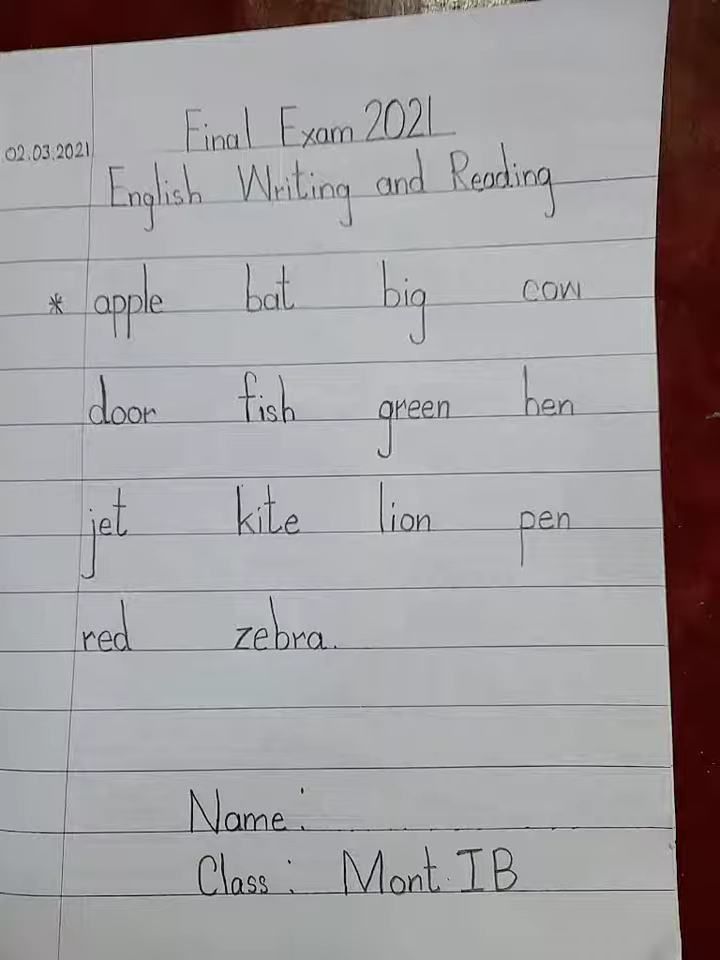 Final Exam 2021
02.03.2021
English Writing and Reading
* apple bat big cow
door fish green hen
jet kite lion pen
red zebra.
Name: ....................
Class: Mont. IB